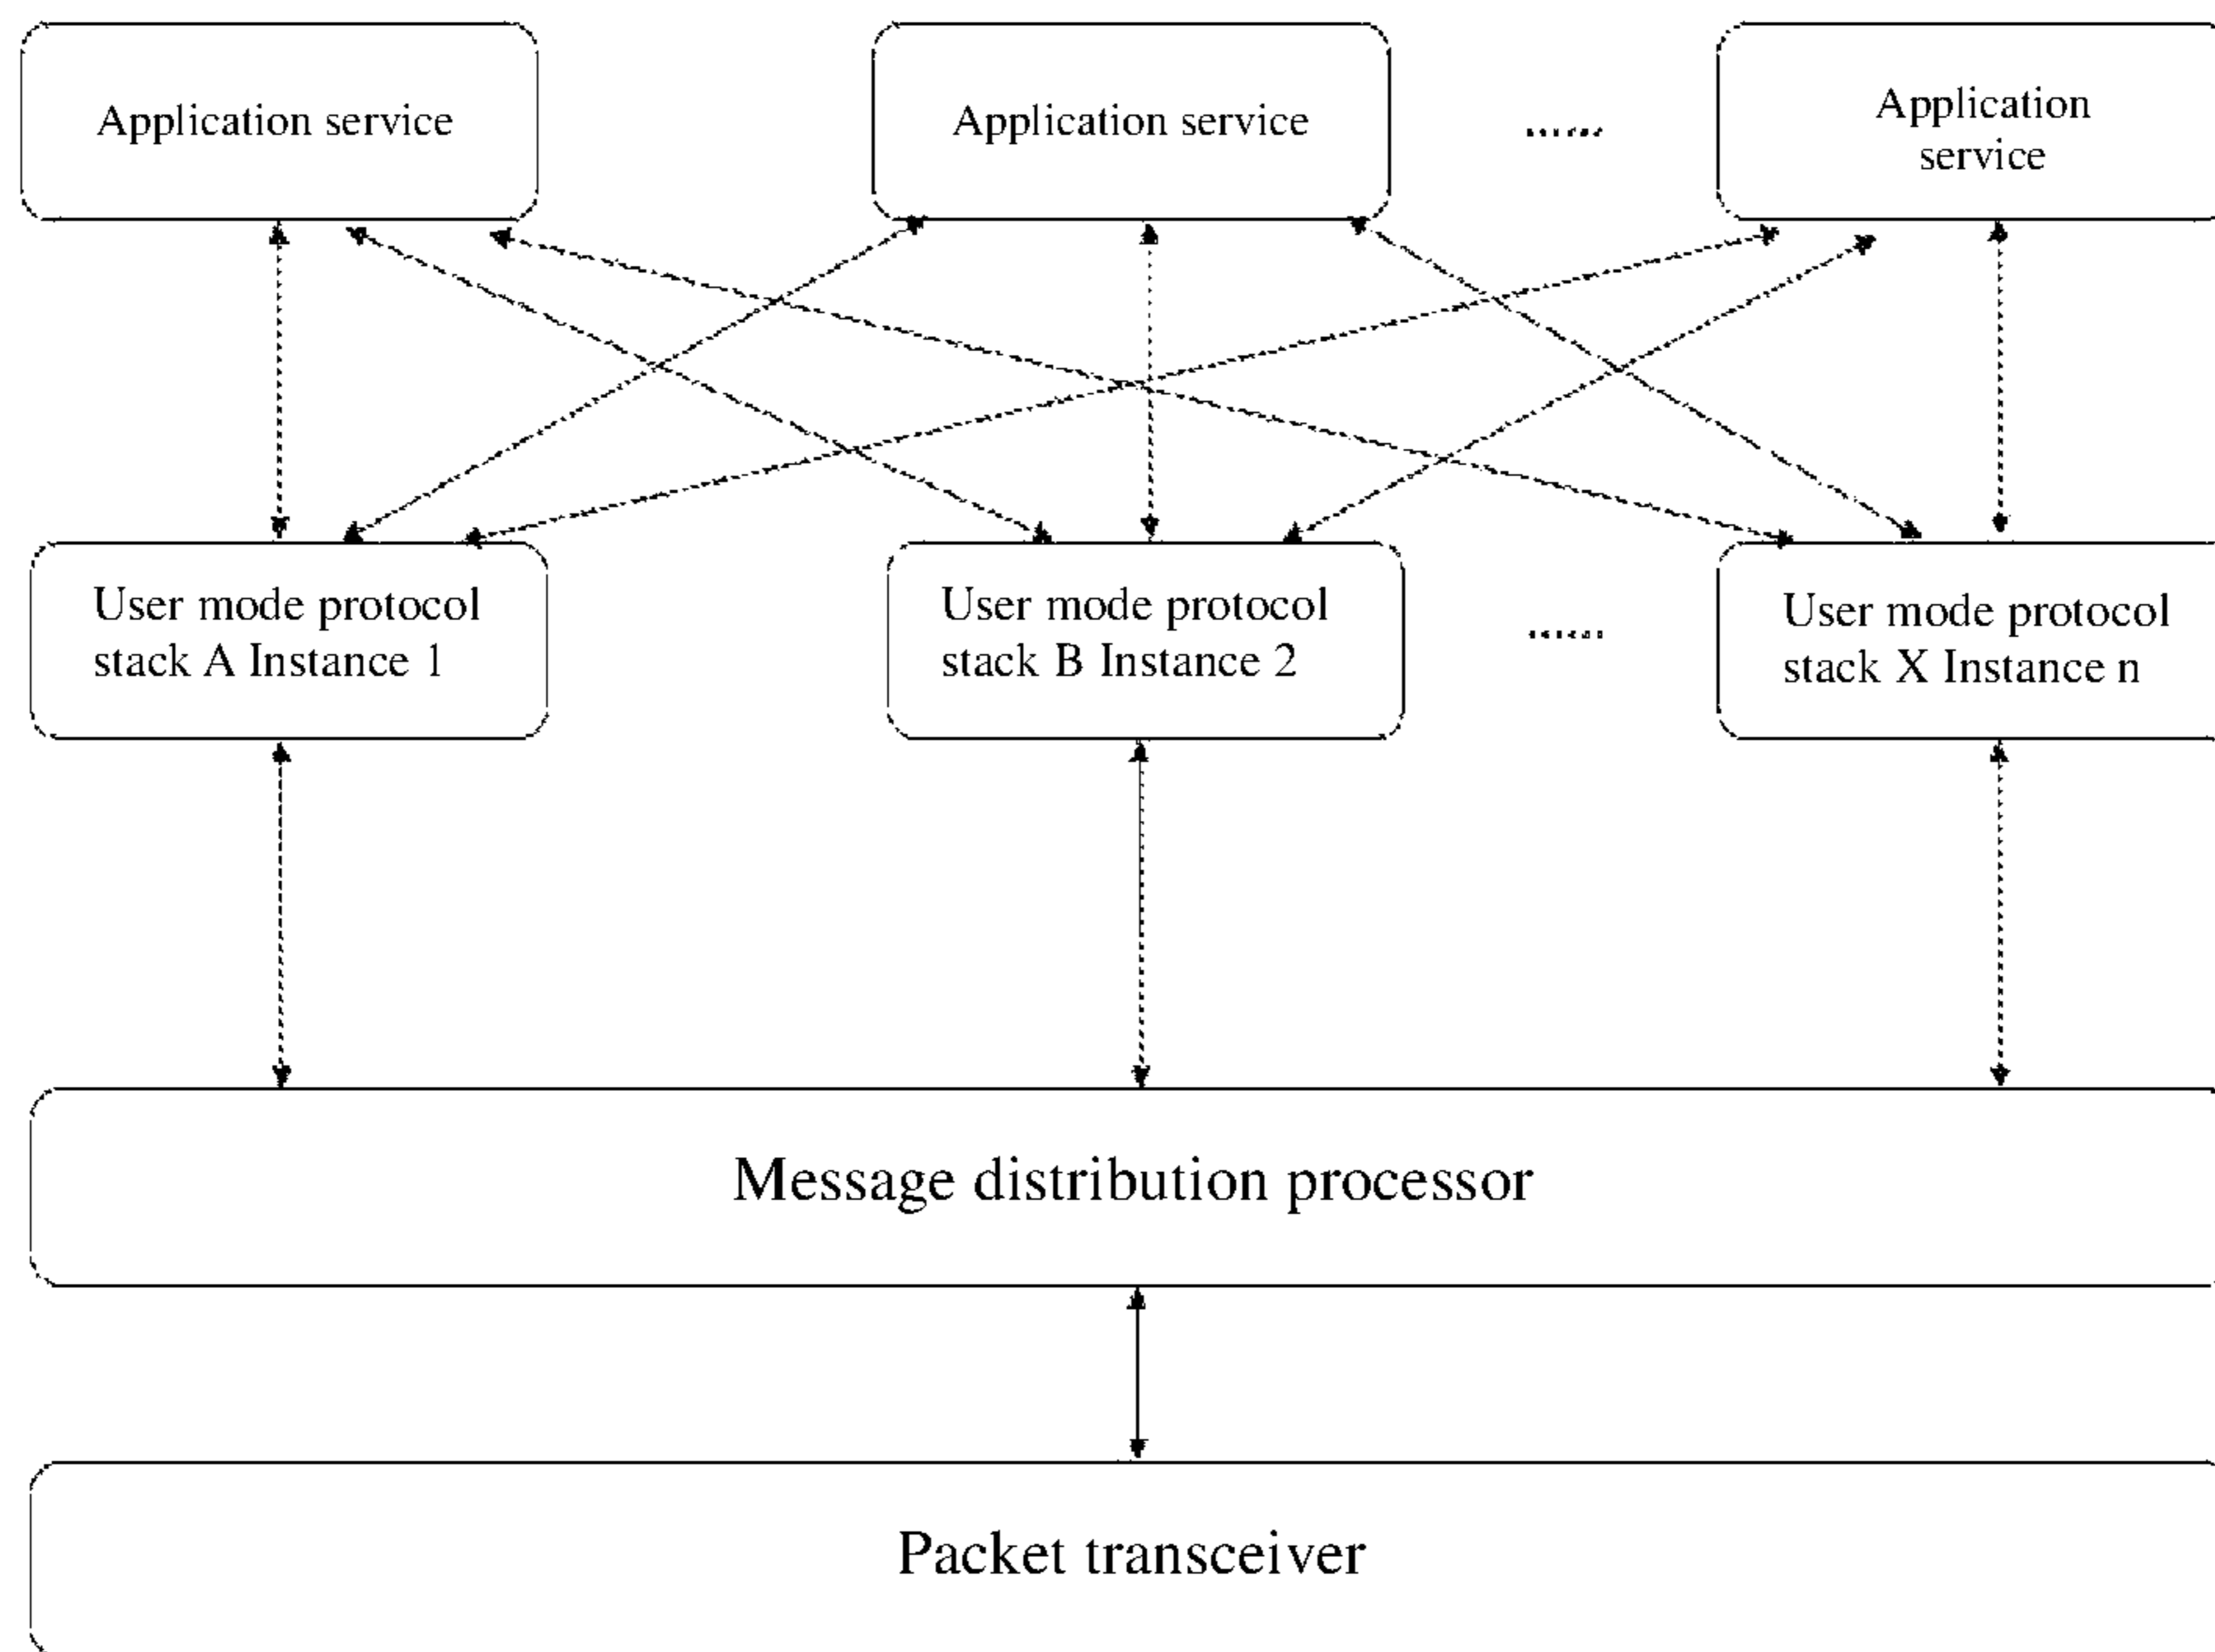 Application service
Application service
......
Application
service
User mode protocol
stack A Instance 1
User mode protocol
stack B Instance 2
......
User mode protocol
stack X Instance n
Message distribution processor
Packet transceiver